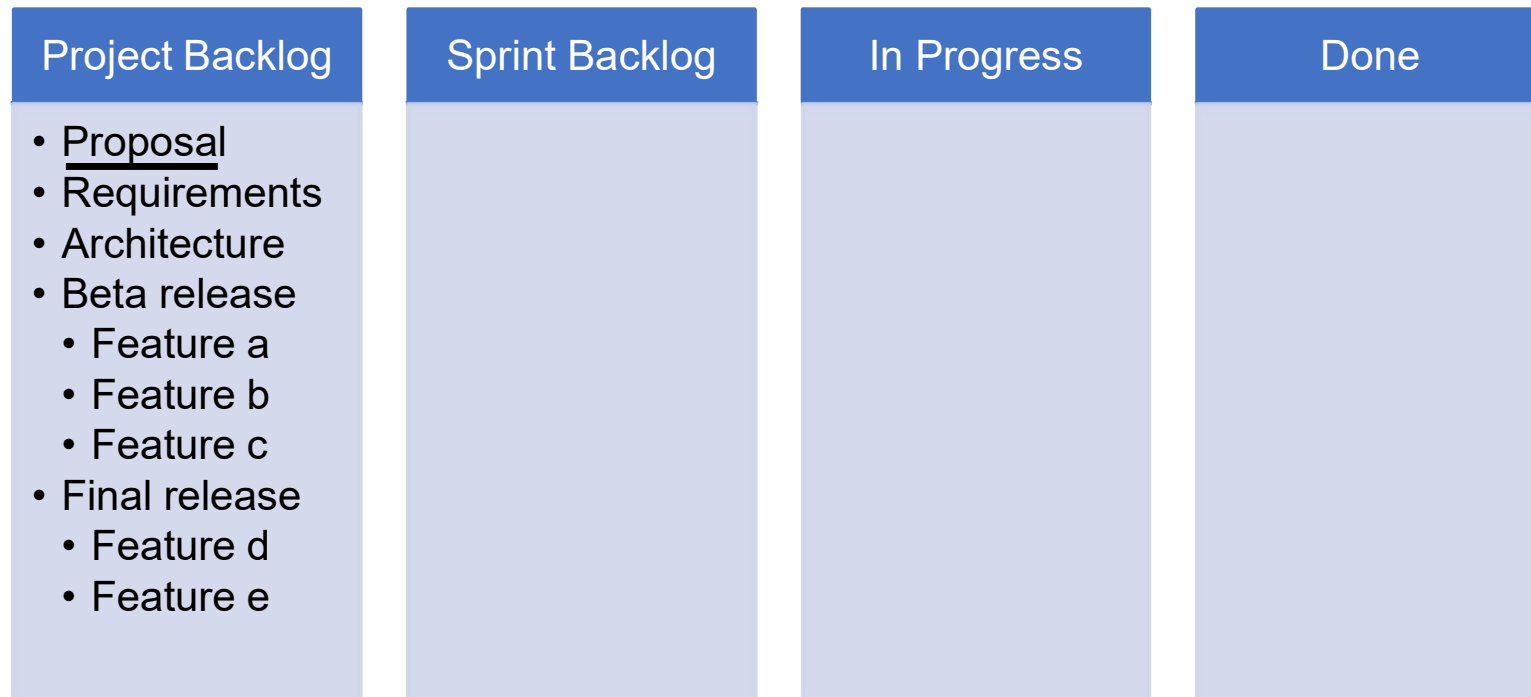 Project Backlog
• Proposal
• Requirements
• Architecture
• Beta release
• Feature a
• Feature b
• Feature c
• Final release
• Feature d
• Feature e
Sprint Backlog
In Progress
Done